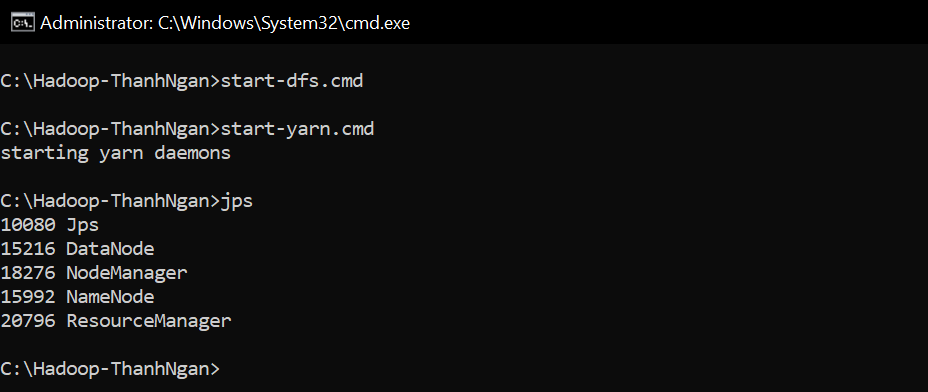 Administrator: C:\Windows\System32\cmd.exe
C:\Hadoop-ThanhNgan>start-dfs.cmd
C:\Hadoop-ThanhNgan>start-yarn.cmd
starting yarn daemons
C:\Hadoop-ThanhNgan>jps
10080 Jps
15216 DataNode
18276 NodeManager
15992 NameNode
20796 ResourceManager
C:\Hadoop-ThanhNgan>